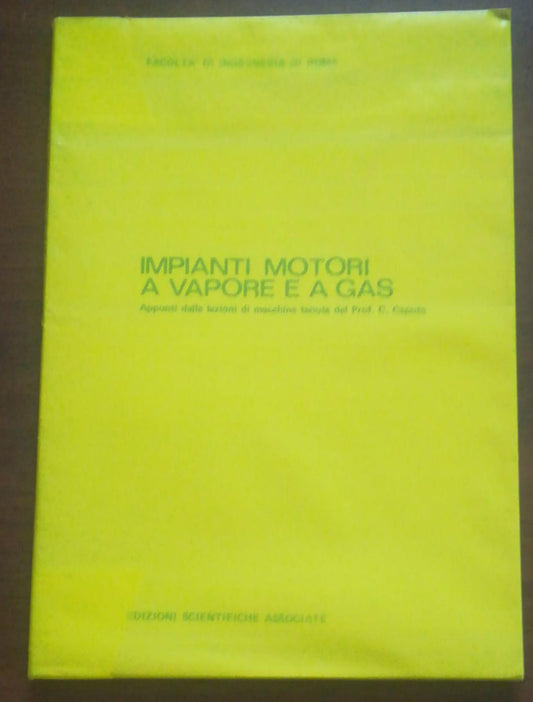 FACOLTA' DI INGEGNERIA DI ROMA
IMPIANTI MOTORI
A VAPORE E A GAS
Appunti dalle lezioni di macchine tenute dal Prof. C. Caputo
EDIZIONI SCIENTIFICHE ASSOCIATE